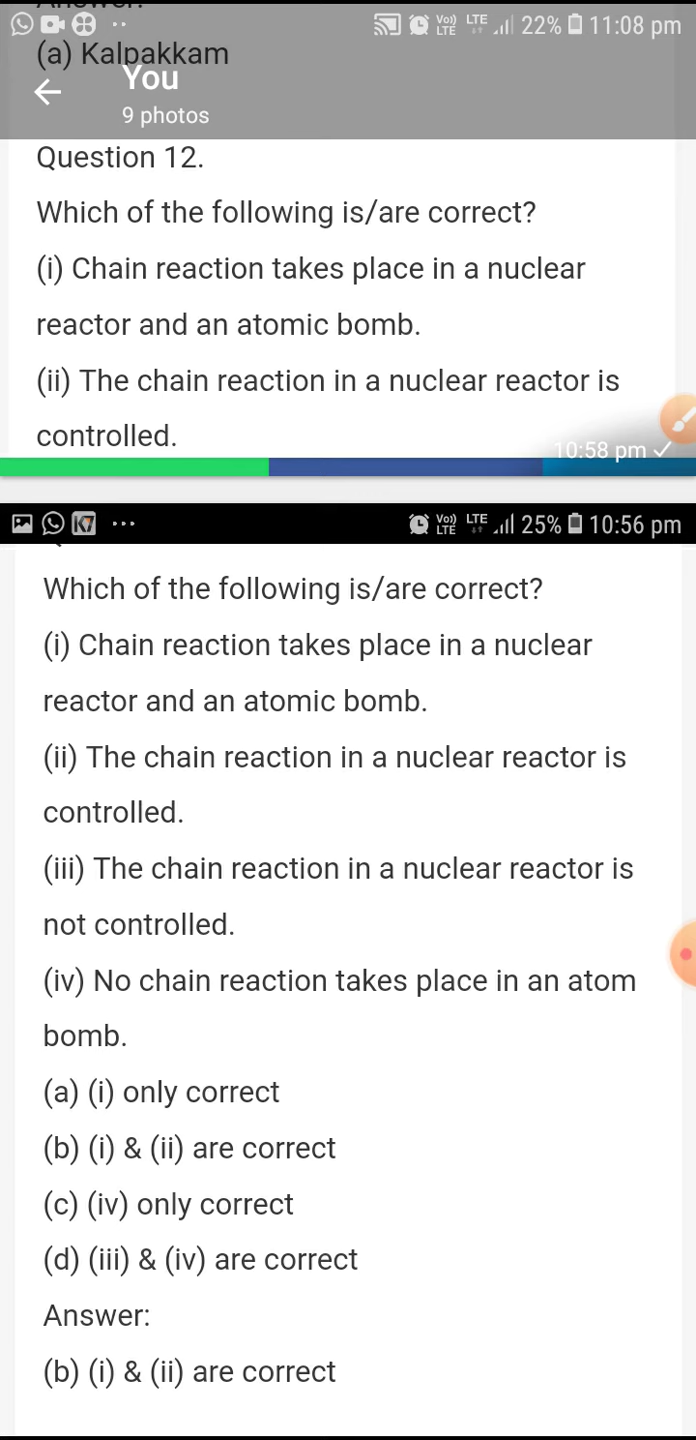 22% 11:08 pm
(a) Kalpakkam
You
9 photos
Question 12.
Which of the following is/are correct?
(i) Chain reaction takes place in a nuclear
reactor and an atomic bomb.
(ii) The chain reaction in a nuclear reactor is
controlled.
10:58 pm
K7 ... Vo) LTE LTE 25% 10:56 pm
Which of the following is/are correct?
(i) Chain reaction takes place in a nuclear
reactor and an atomic bomb.
(ii) The chain reaction in a nuclear reactor is
controlled.
(iii) The chain reaction in a nuclear reactor is
not controlled.
(iv) No chain reaction takes place in an atom
bomb.
(a) (i) only correct
(b) (i) & (ii) are correct
(c) (iv) only correct
(d) (iii) & (iv) are correct
Answer:
(b) (i) & (ii) are correct